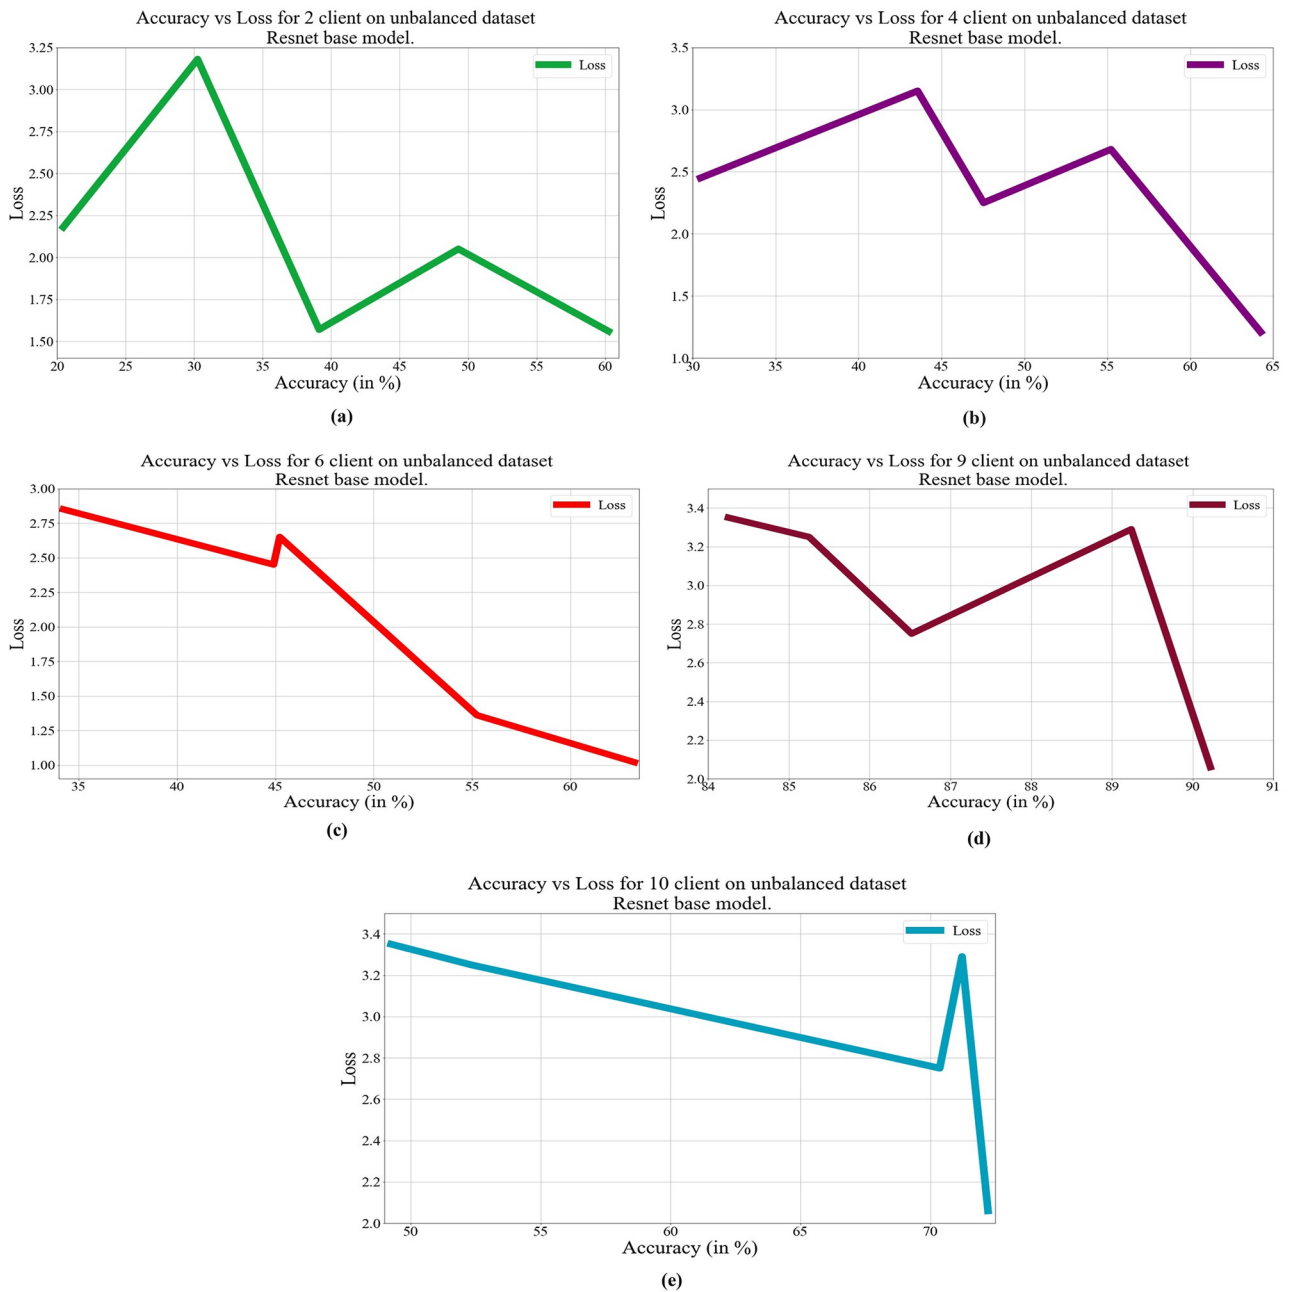 Accuracy vs Loss for 2 client on unbalanced dataset
Resnet base model.
3.25
3.00
2.75
2.50
2.25
2.00
1.75
1.50
Loss
Loss
20 25 30 35 40 45 50 55 60
Accuracy (in %)
(a)
Accuracy vs Loss for 4 client on unbalanced dataset
Resnet base model.
3.5
3.0
2.5
2.0
1.5
1.0
Loss
Loss
30 35 40 45 50 55 60 65
Accuracy (in %)
(b)
Accuracy vs Loss for 6 client on unbalanced dataset
Resnet base model.
3.00
2.75
2.50
2.25
2.00
1.75
1.50
1.25
1.00
Loss
Loss
35 40 45 50 55 60
Accuracy (in %)
(c)
Accuracy vs Loss for 9 client on unbalanced dataset
Resnet base model.
3.4
3.2
3.0
2.8
2.6
2.4
2.2
2.0
Loss
Loss
84 85 86 87 88 89 90 91
Accuracy (in %)
(d)
Accuracy vs Loss for 10 client on unbalanced dataset
Resnet base model.
3.4
3.2
3.0
2.8
2.6
2.4
2.2
2.0
Loss
Loss
50 55 60 65 70
Accuracy (in %)
(e)